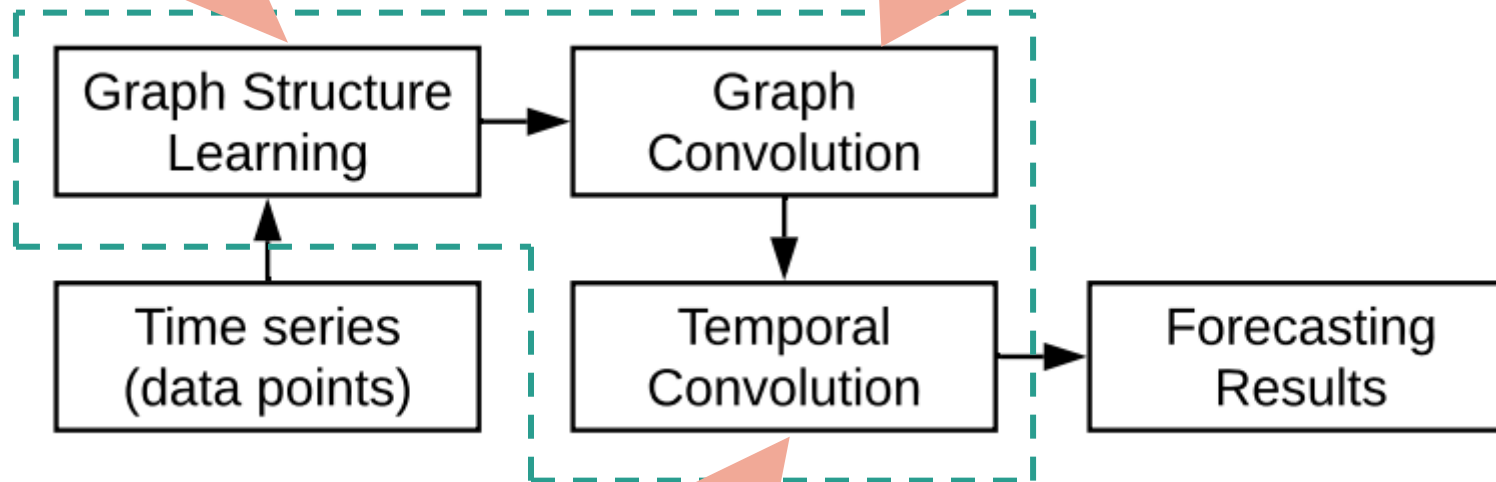 Graph Structure
Learning
Graph
Convolution
Time series
(data points)
Temporal
Convolution
Forecasting
Results